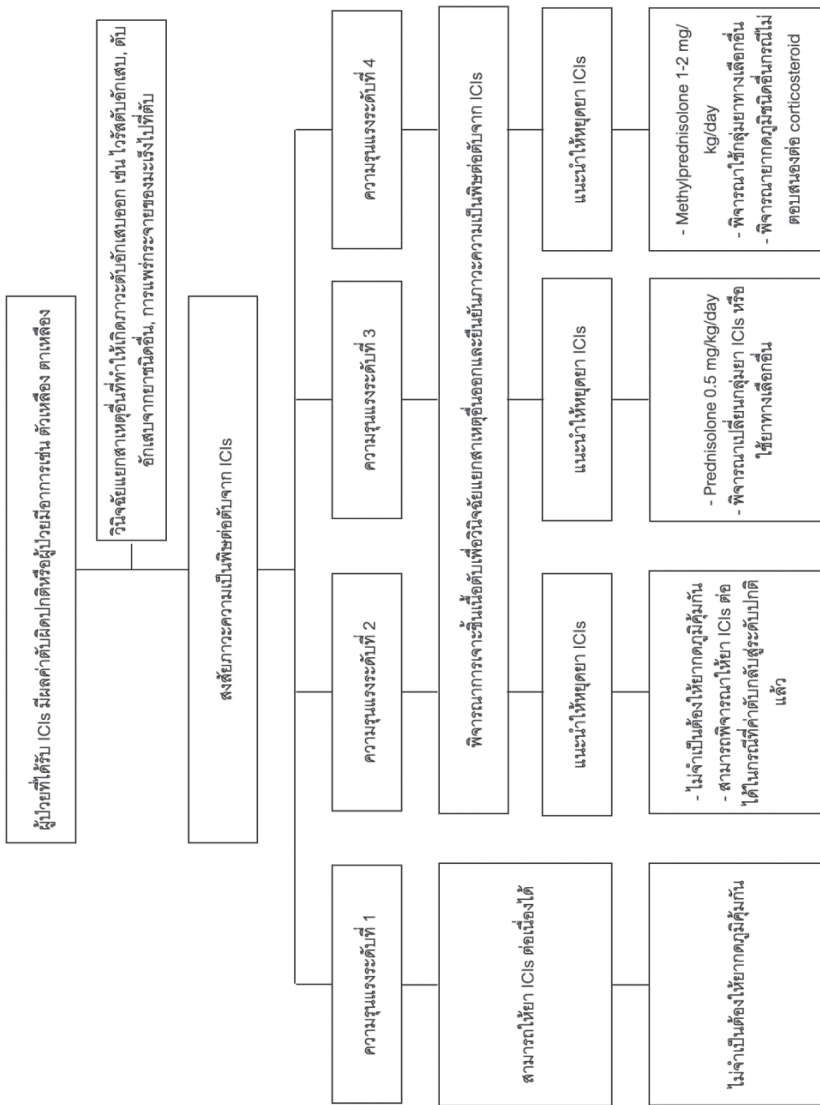 ผู้ป่วยที่ได้รับ ICIs มีผลค่าตับผิดปกติหรือผู้ป่วยมีอาการเช่น ตัวเหลือง ตาเหลือง
วินิจฉัยแยกสาเหตุอื่นที่ทำให้เกิดภาวะตับอักเสบออก เช่น ไวรัสตับอักเสบ, ตับ
อักเสบจากยาชนิดอื่น, การแพร่กระจายของมะเร็งไปที่ตับ
สงสัยภาวะความเป็นพิษต่อตับจาก ICIs
ความรุนแรงระดับที่ 1
ความรุนแรงระดับที่ 2
ความรุนแรงระดับที่ 3
ความรุนแรงระดับที่ 4
สามารถให้ยา ICIs ต่อเนื่องได้
พิจารณาการเจาะชิ้นเนื้อตับเพื่อวินิจฉัยแยกสาเหตุอื่นออกและยืนยันภาวะความเป็นพิษต่อตับจาก ICIs
แนะนำให้หยุดยา ICIs
แนะนำให้หยุดยา ICIs
แนะนำให้หยุดยา ICIs
ไม่จำเป็นต้องให้ยากดภูมิคุ้มกัน
- ไม่จำเป็นต้องให้ยากดภูมิคุ้มกัน
- สามารถพิจารณาให้ยา ICIs ต่อ
ได้ในกรณีที่ค่าตับกลับสู่ระดับปกติ
แล้ว
- Prednisolone 0.5 mg/kg/day
- พิจารณาเปลี่ยนกลุ่มยา ICIs หรือ
ใช้ยาทางเลือกอื่น
- Methylprednisolone 1-2 mg/
kg/day
- พิจารณาใช้กลุ่มยาทางเลือกอื่น
- พิจารณายากดภูมิชนิดอื่นกรณีไม่
ตอบสนองต่อ corticosteroid